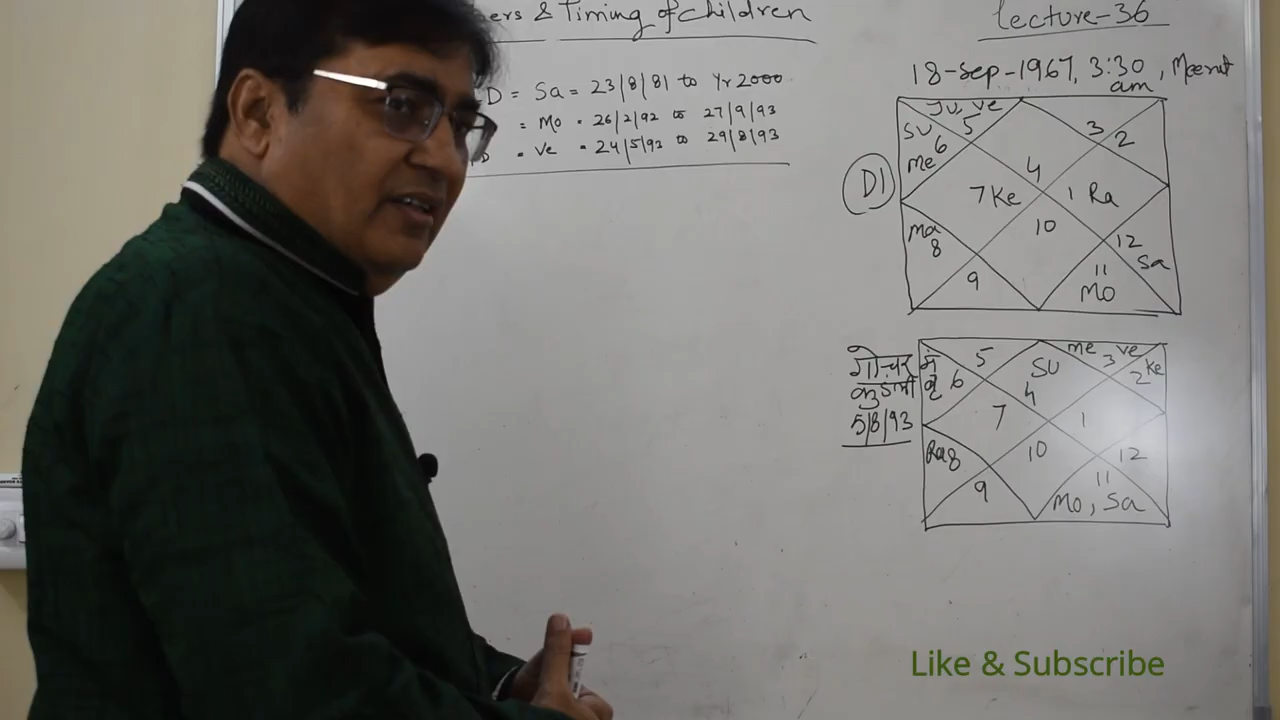 ers & Timing of children
Lecture-36
D = Sa = 23/8/81 to Yr 2000
= Mo = 26/2/92 to 27/9/93
D = Ve = 24/5/93 to 29/8/93
18-Sep-1967, 3:30 am, Meerut
D1
Ju, Ve
5
Su
6
Me
3
2
4
7 Ke
1 Ra
10
Ma
8
12
Sa
9
11
Mo
गोचर
कुंडली
5/8/93
5
Su
Me
3
Ve
2
Ke
मं
बृ
6
4
7
1
Ra 8
10
12
9
11
Mo, Sa
Like & Subscribe